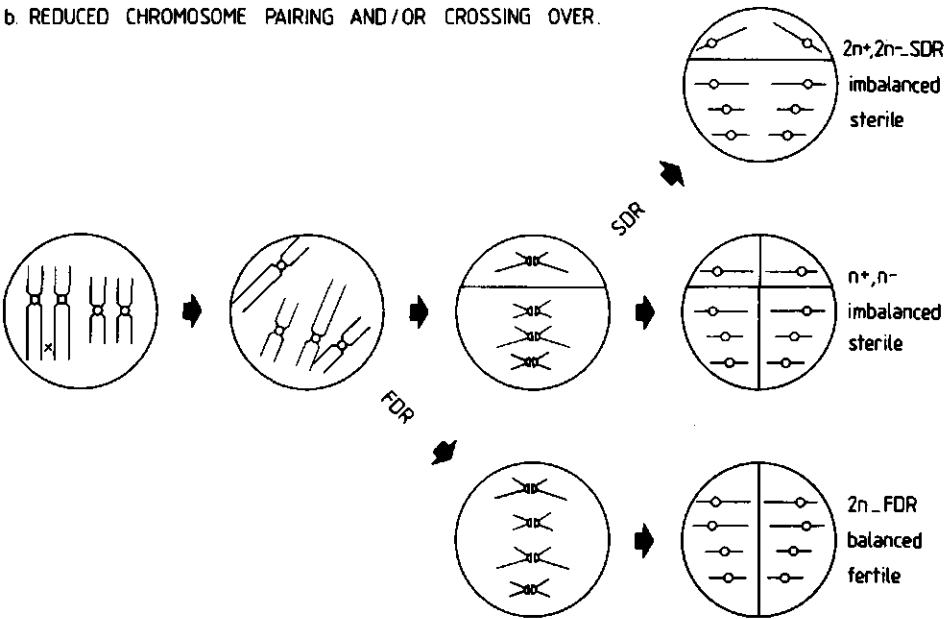 b. REDUCED CHROMOSOME PAIRING AND/OR CROSSING OVER.
2n+,2n-_SDR
imbalanced
sterile
SDR
n+,n-
imbalanced
sterile
x
FDR
2n_FDR
balanced
fertile